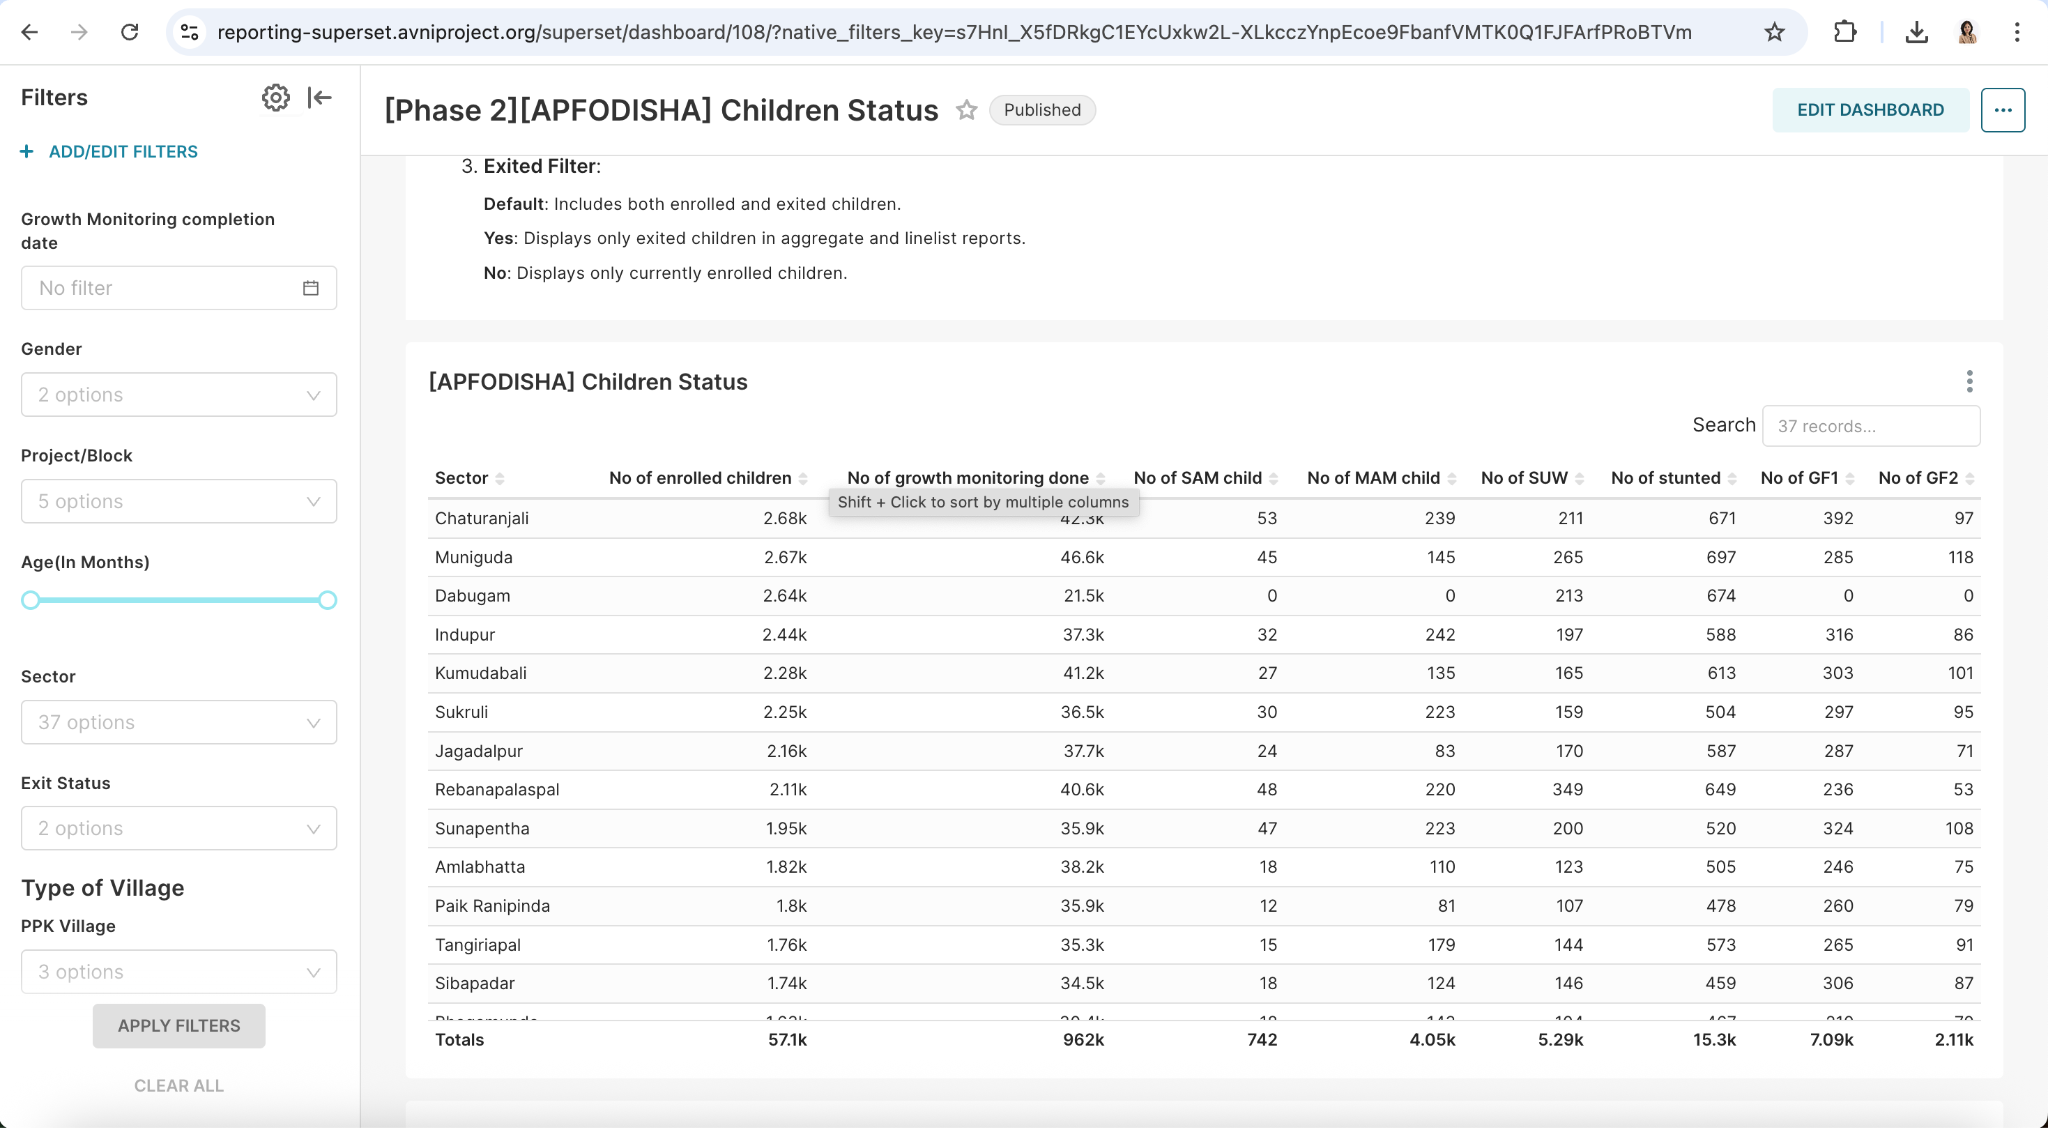 reporting-superset.avniproject.org/superset/dashboard/108/?native_filters_key=s7HnI_X5fDRkgC1EYcUxkw2L-XLkcczYnpEcoe9FbanfVMTK0Q1FJFArfPRoBTVm
Filters
+ ADD/EDIT FILTERS
Growth Monitoring completion
date
No filter
Gender
2 options
Project/Block
5 options
Age(In Months)
Sector
37 options
Exit Status
2 options
Type of Village
PPK Village
3 options
APPLY FILTERS
CLEAR ALL
[Phase 2][APFODISHA] Children Status Published
EDIT DASHBOARD
3. Exited Filter:
Default: Includes both enrolled and exited children.
Yes: Displays only exited children in aggregate and linelist reports.
No: Displays only currently enrolled children.
[APFODISHA] Children Status
Search 37 records...
Sector No of enrolled children No of growth monitoring done No of SAM child No of MAM child No of SUW No of stunted No of GF1 No of GF2
Shift + Click to sort by multiple columns
Chaturanjali 2.68k 42.3k 53 239 211 671 392 97
Muniguda 2.67k 46.6k 45 145 265 697 285 118
Dabugam 2.64k 21.5k 0 0 213 674 0 0
Indupur 2.44k 37.3k 32 242 197 588 316 86
Kumudabali 2.28k 41.2k 27 135 165 613 303 101
Sukruli 2.25k 36.5k 30 223 159 504 297 95
Jagadalpur 2.16k 37.7k 24 83 170 587 287 71
Rebanapalaspal 2.11k 40.6k 48 220 349 649 236 53
Sunapentha 1.95k 35.9k 47 223 200 520 324 108
Amlabhatta 1.82k 38.2k 18 110 123 505 246 75
Paik Ranipinda 1.8k 35.9k 12 81 107 478 260 79
Tangiriapal 1.76k 35.3k 15 179 144 573 265 91
Sibapadar 1.74k 34.5k 18 124 146 459 306 87
Totals 57.1k 962k 742 4.05k 5.29k 15.3k 7.09k 2.11k